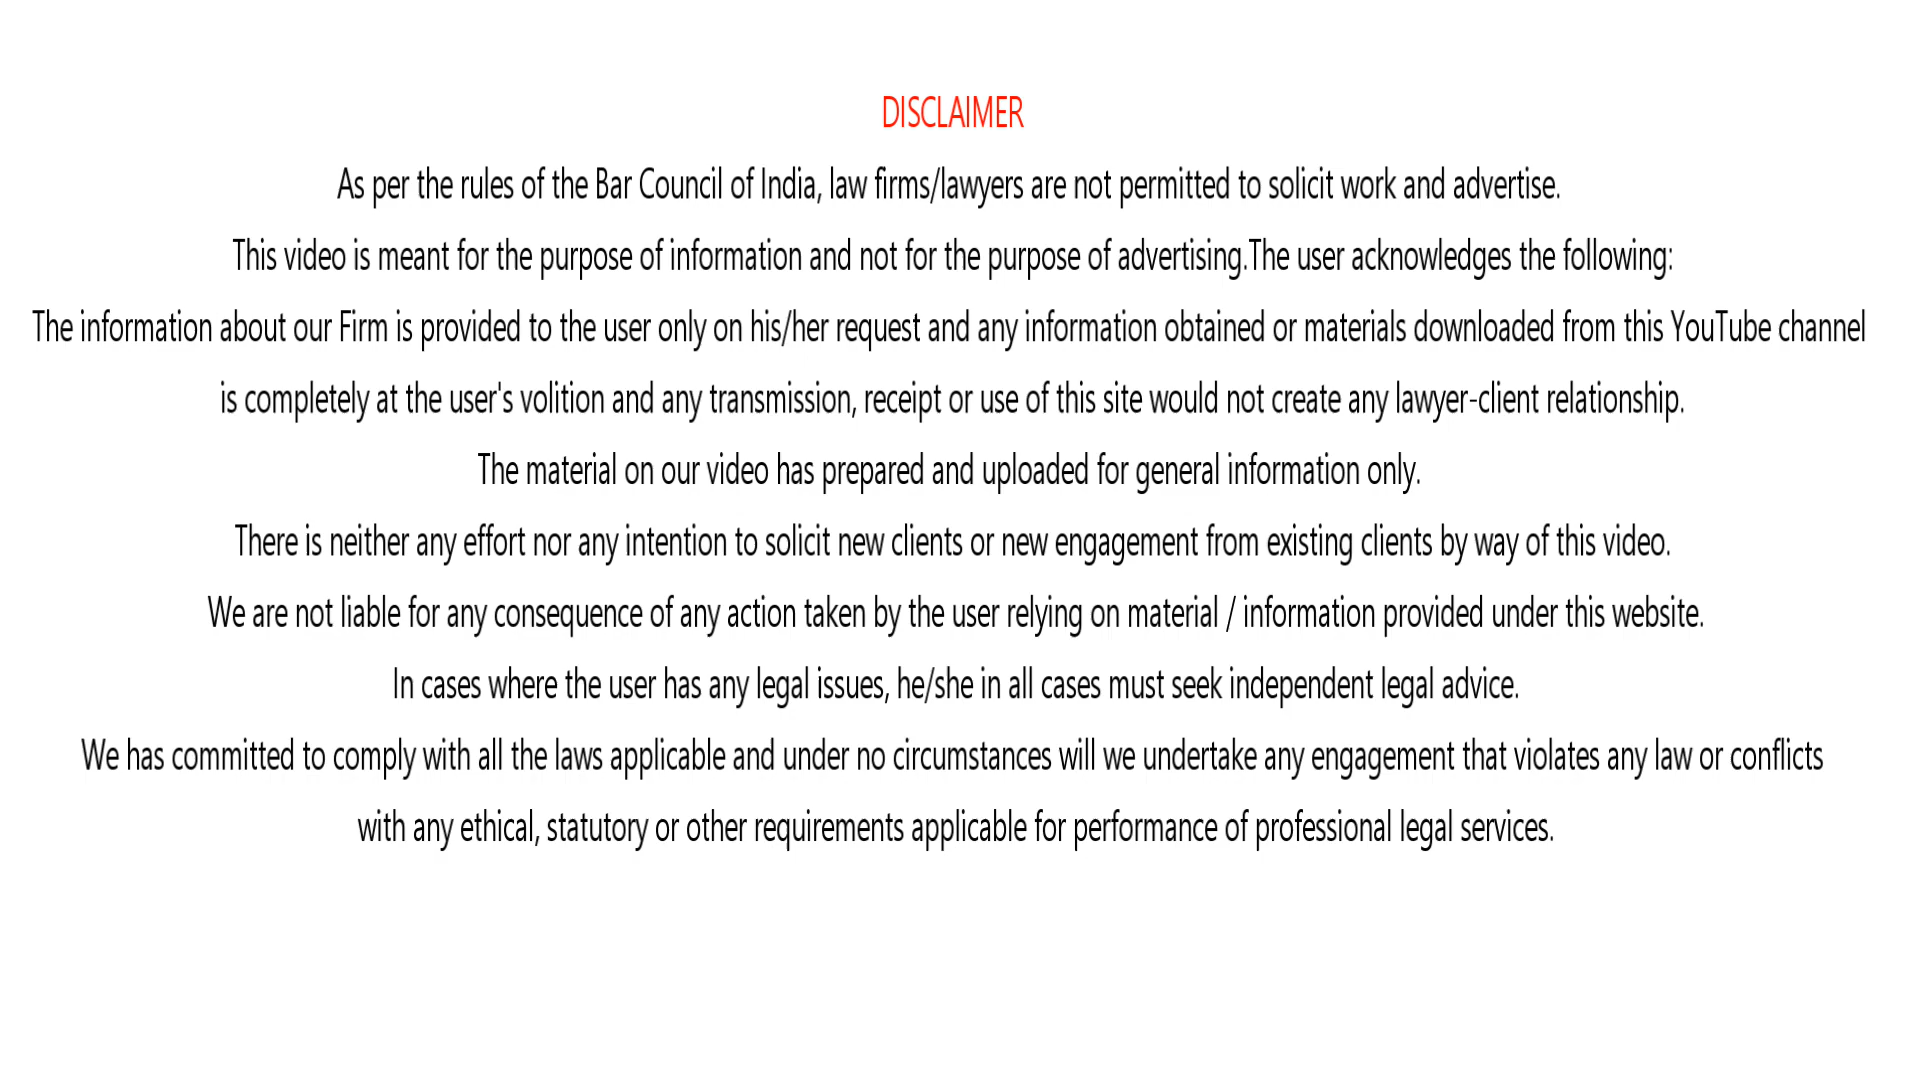 DISCLAIMER
As per the rules of the Bar Council of India, law firms/lawyers are not permitted to solicit work and advertise.
This video is meant for the purpose of information and not for the purpose of advertising.The user acknowledges the following:
The information about our Firm is provided to the user only on his/her request and any information obtained or materials downloaded from this YouTube channel
is completely at the user's volition and any transmission, receipt or use of this site would not create any lawyer-client relationship.
The material on our video has prepared and uploaded for general information only.
There is neither any effort nor any intention to solicit new clients or new engagement from existing clients by way of this video.
We are not liable for any consequence of any action taken by the user relying on material / information provided under this website.
In cases where the user has any legal issues, he/she in all cases must seek independent legal advice.
We has committed to comply with all the laws applicable and under no circumstances will we undertake any engagement that violates any law or conflicts
with any ethical, statutory or other requirements applicable for performance of professional legal services.